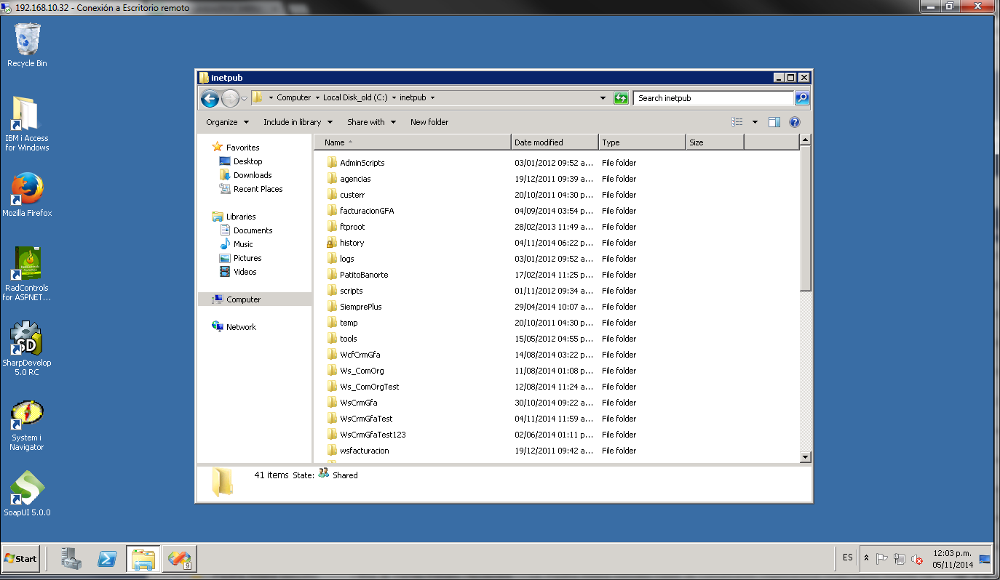 192.168.10.32 - Conexión a Escritorio remoto
Recycle Bin
IBM i Access
for Windows
Mozilla Firefox
RadControls
for ASPNET...
SharpDevelop
5.0 RC
System i
Navigator
SoapUI 5.0.0
inetpub
Computer Local Disk_old (C:) inetpub
Search inetpub
Organize Include in library Share with New folder
Favorites
Desktop
Downloads
Recent Places
Libraries
Documents
Music
Pictures
Videos
Computer
Network
Name Date modified Type Size
AdminScripts 03/01/2012 09:52 a... File folder
agencias 19/12/2011 09:39 a... File folder
custerr 20/10/2011 04:30 p... File folder
facturacionGFA 04/09/2014 03:54 p... File folder
ftproot 28/02/2013 11:49 a... File folder
history 04/11/2014 06:22 p... File folder
logs 03/01/2012 09:52 a... File folder
PatitoBanorte 17/02/2014 11:25 p... File folder
scripts 01/11/2012 09:34 a... File folder
SiemprePlus 29/04/2014 10:07 a... File folder
temp 20/10/2011 04:30 p... File folder
tools 15/05/2012 04:55 p... File folder
WcfCrmGfa 14/08/2014 03:22 p... File folder
Ws_ComOrg 11/08/2014 01:08 p... File folder
Ws_ComOrgTest 12/08/2014 11:24 a... File folder
WsCrmGfa 30/10/2014 09:22 a... File folder
WsCrmGfaTest 04/11/2014 11:59 a... File folder
WsCrmGfaTest123 02/06/2014 01:11 p... File folder
wsfacturacion 19/12/2011 09:42 a... File folder
41 items State: Shared
Start
9
ES
12:03 p.m.
05/11/2014